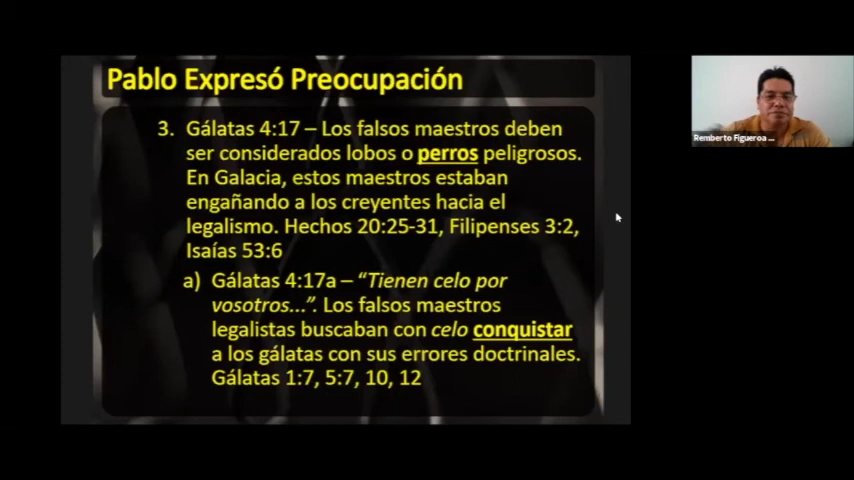 Pablo Expresó Preocupación
3. Gálatas 4:17 – Los falsos maestros deben
ser considerados lobos o perros peligrosos.
En Galacia, estos maestros estaban
engañando a los creyentes hacia el
legalismo. Hechos 20:25-31, Filipenses 3:2,
Isaías 53:6
a) Gálatas 4:17a – “Tienen celo por
vosotros...”. Los falsos maestros
legalistas buscaban con celo conquistar
a los gálatas con sus errores doctrinales.
Gálatas 1:7, 5:7, 10, 12
Remberto Figueroa ...